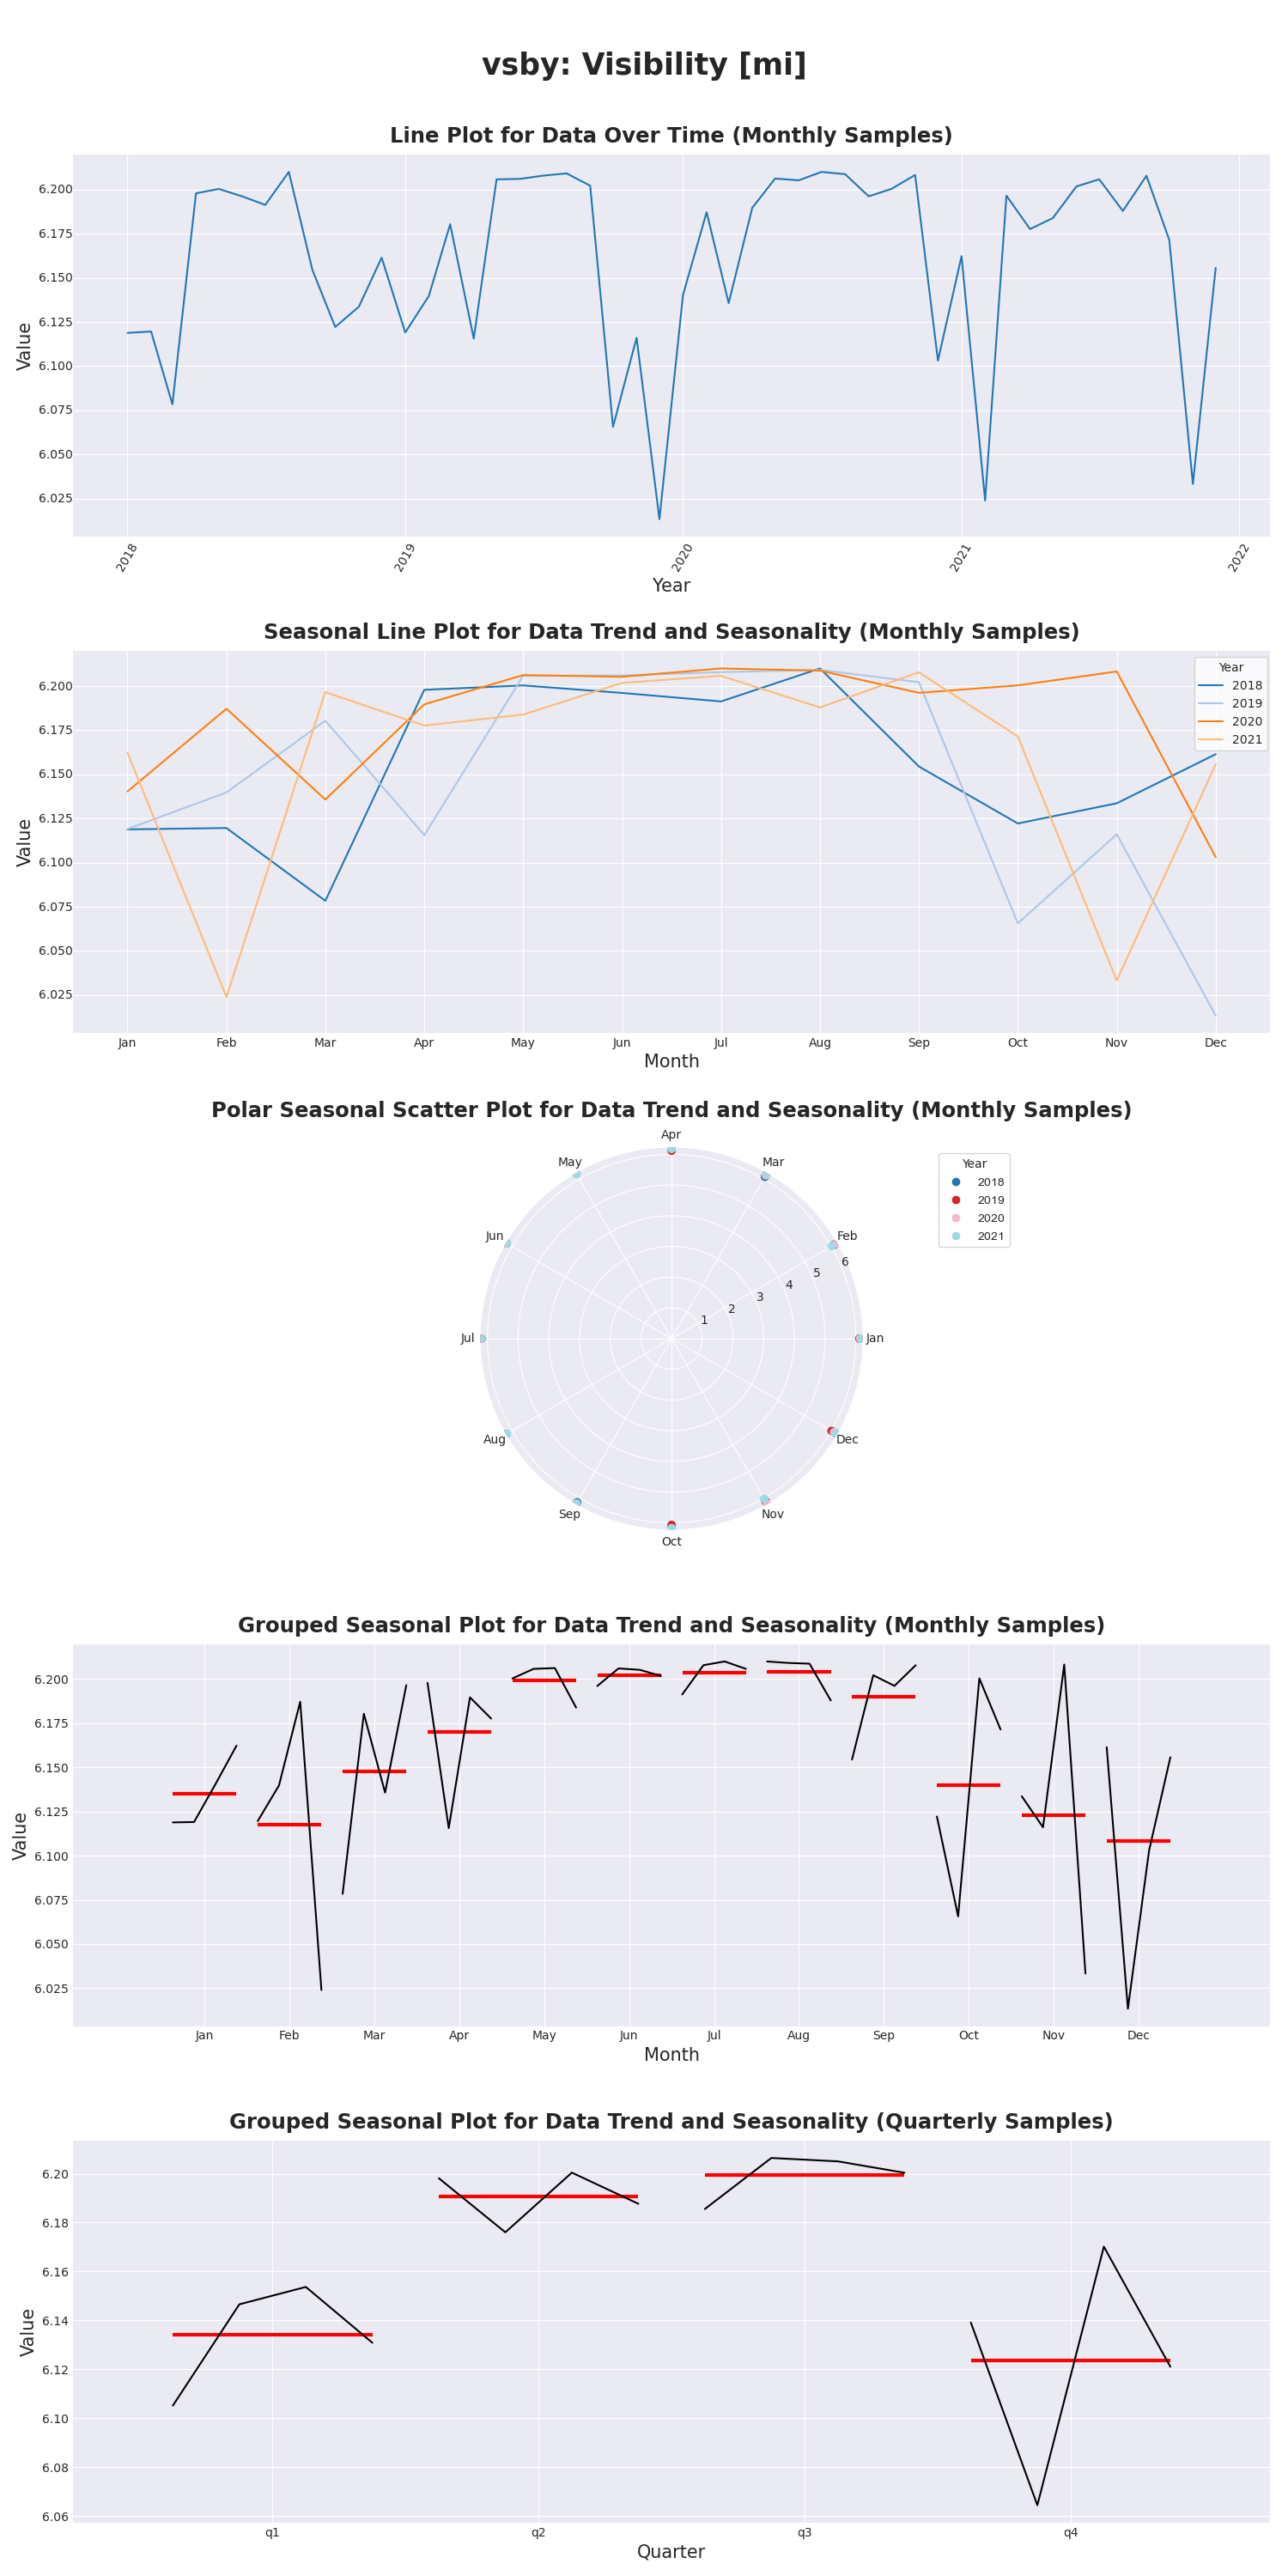 vsby: Visibility [mi]
Line Plot for Data Over Time (Monthly Samples)
6.200
6.175
6.150
6.125
6.100
6.075
6.050
6.025
Value
2018 2019 2020 2021 2022
Year
Seasonal Line Plot for Data Trend and Seasonality (Monthly Samples)
Year
2018
2019
2020
2021
6.200
6.175
6.150
6.125
6.100
6.075
6.050
6.025
Value
Jan Feb Mar Apr May Jun Jul Aug Sep Oct Nov Dec
Month
Polar Seasonal Scatter Plot for Data Trend and Seasonality (Monthly Samples)
Apr
May Mar
Jun Feb
Jul Jan
Aug Dec
Sep Nov
Oct
6
5
4
3
2
1
Year
2018
2019
2020
2021
Grouped Seasonal Plot for Data Trend and Seasonality (Monthly Samples)
6.200
6.175
6.150
6.125
6.100
6.075
6.050
6.025
Value
Jan Feb Mar Apr May Jun Jul Aug Sep Oct Nov Dec
Month
Grouped Seasonal Plot for Data Trend and Seasonality (Quarterly Samples)
6.20
6.18
6.16
6.14
6.12
6.10
6.08
6.06
Value
q1 q2 q3 q4
Quarter